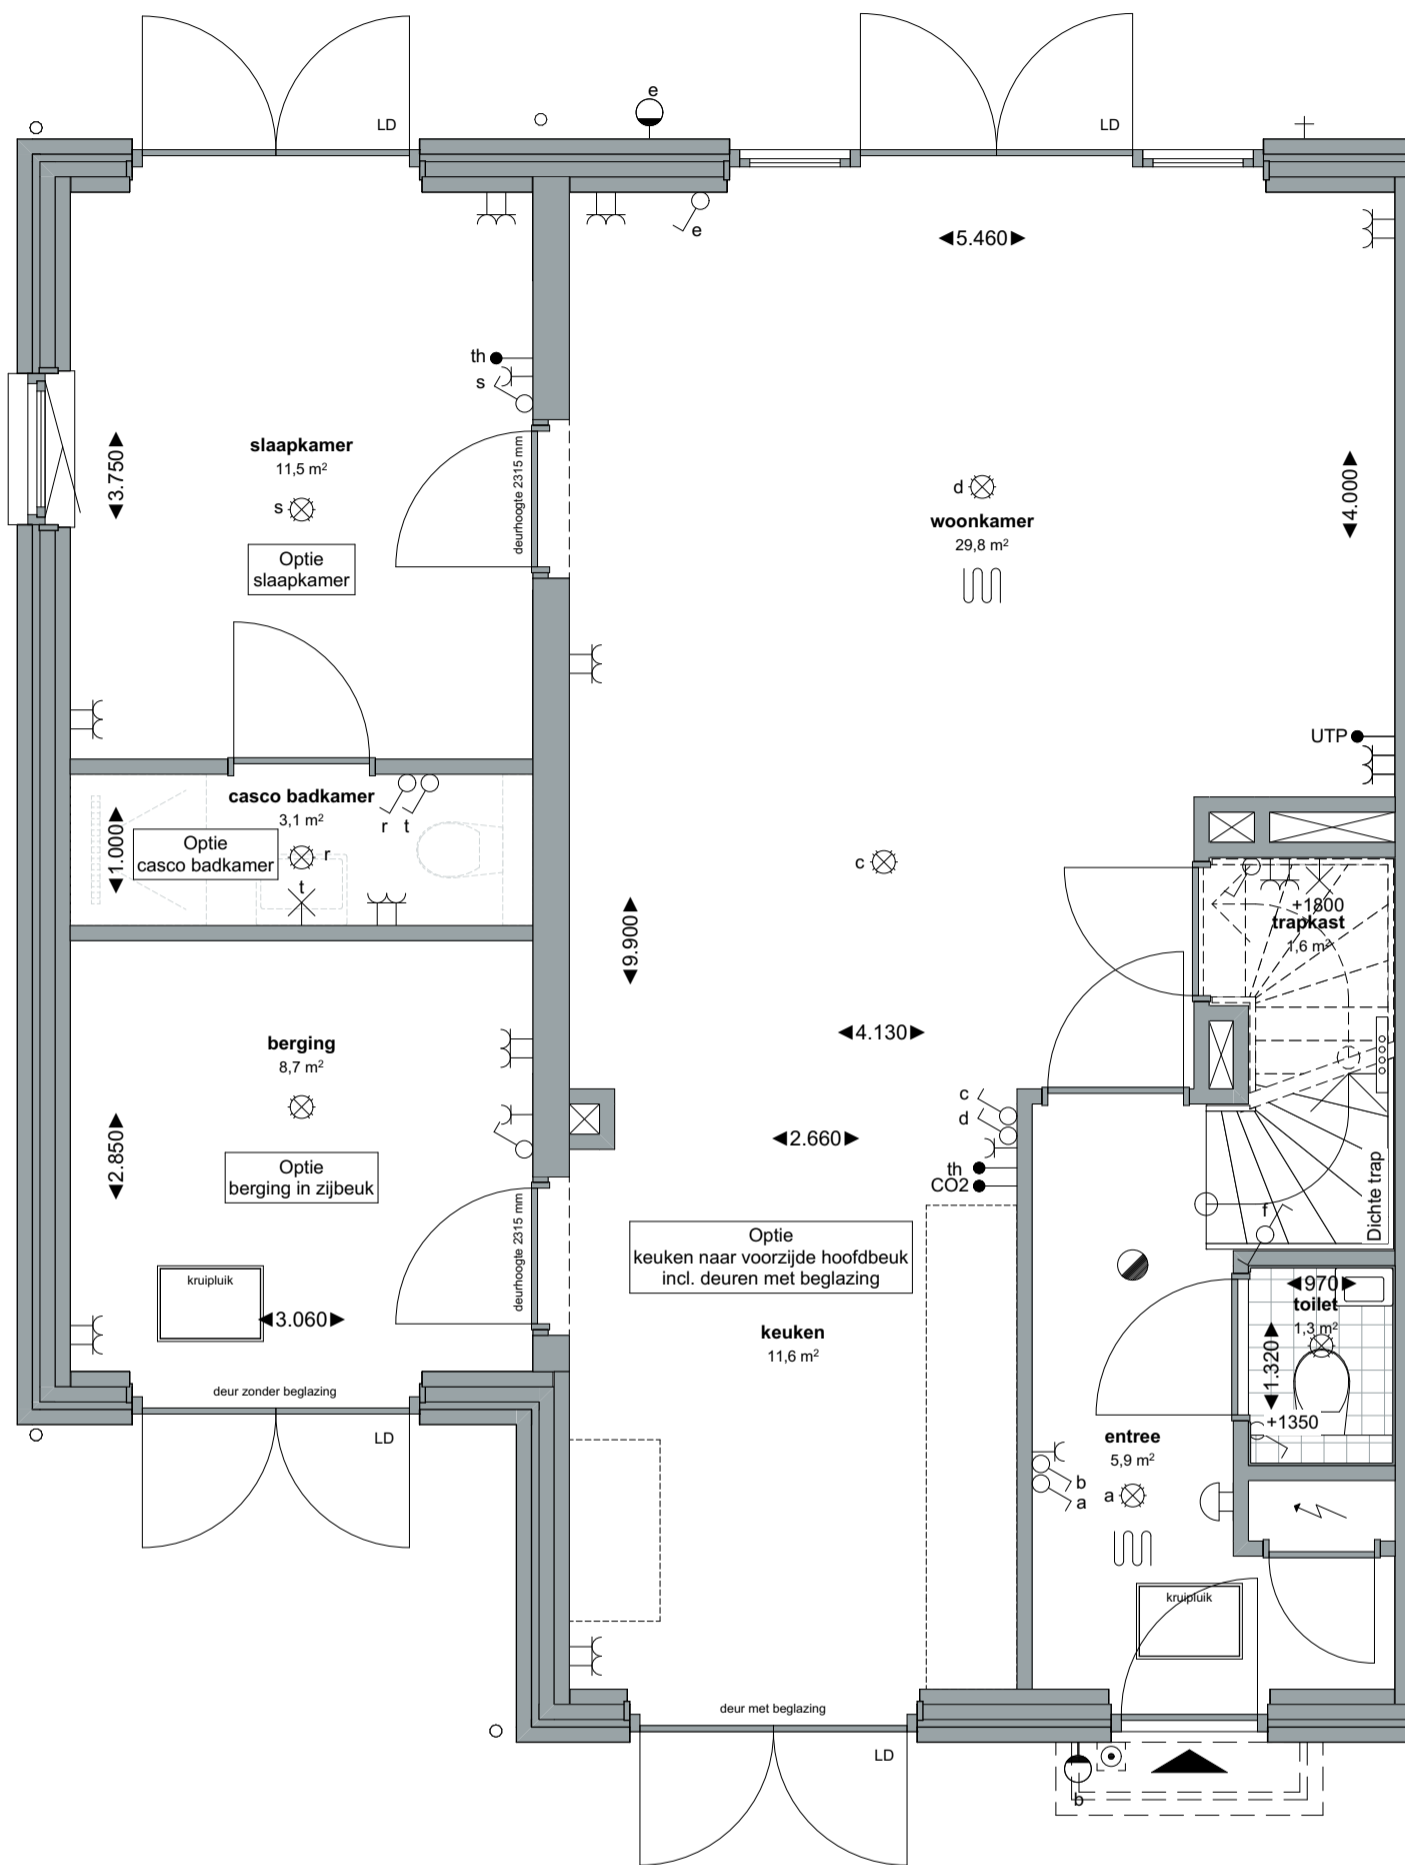 e
LD
LD
e
5.460
th
s
slaapkamer
11,5 m²
s
Optie
slaapkamer
3.750
deurhoogte 2315 mm
d
woonkamer
29,8 m²
4.000
UTP
casco badkamer
3,1 m²
r t
Optie
casco badkamer
r
t
1.000
c
+1800
trapkast
1,6 m²
9.900
4.130
berging
8,7 m²
c
d
2.660
th
CO2
2.850
Optie
berging in zijbeuk
deurhoogte 2315 mm
Dichte trap
f
Optie
keuken naar voorzijde hoofdbeuk
incl. deuren met beglazing
kruipluik
3.060
970
toilet
1,3 m²
keuken
11,6 m²
1.320
deur zonder beglazing
+1350
LD
entree
5,9 m²
b
a
a
kruipluik
deur met beglazing
LD
b